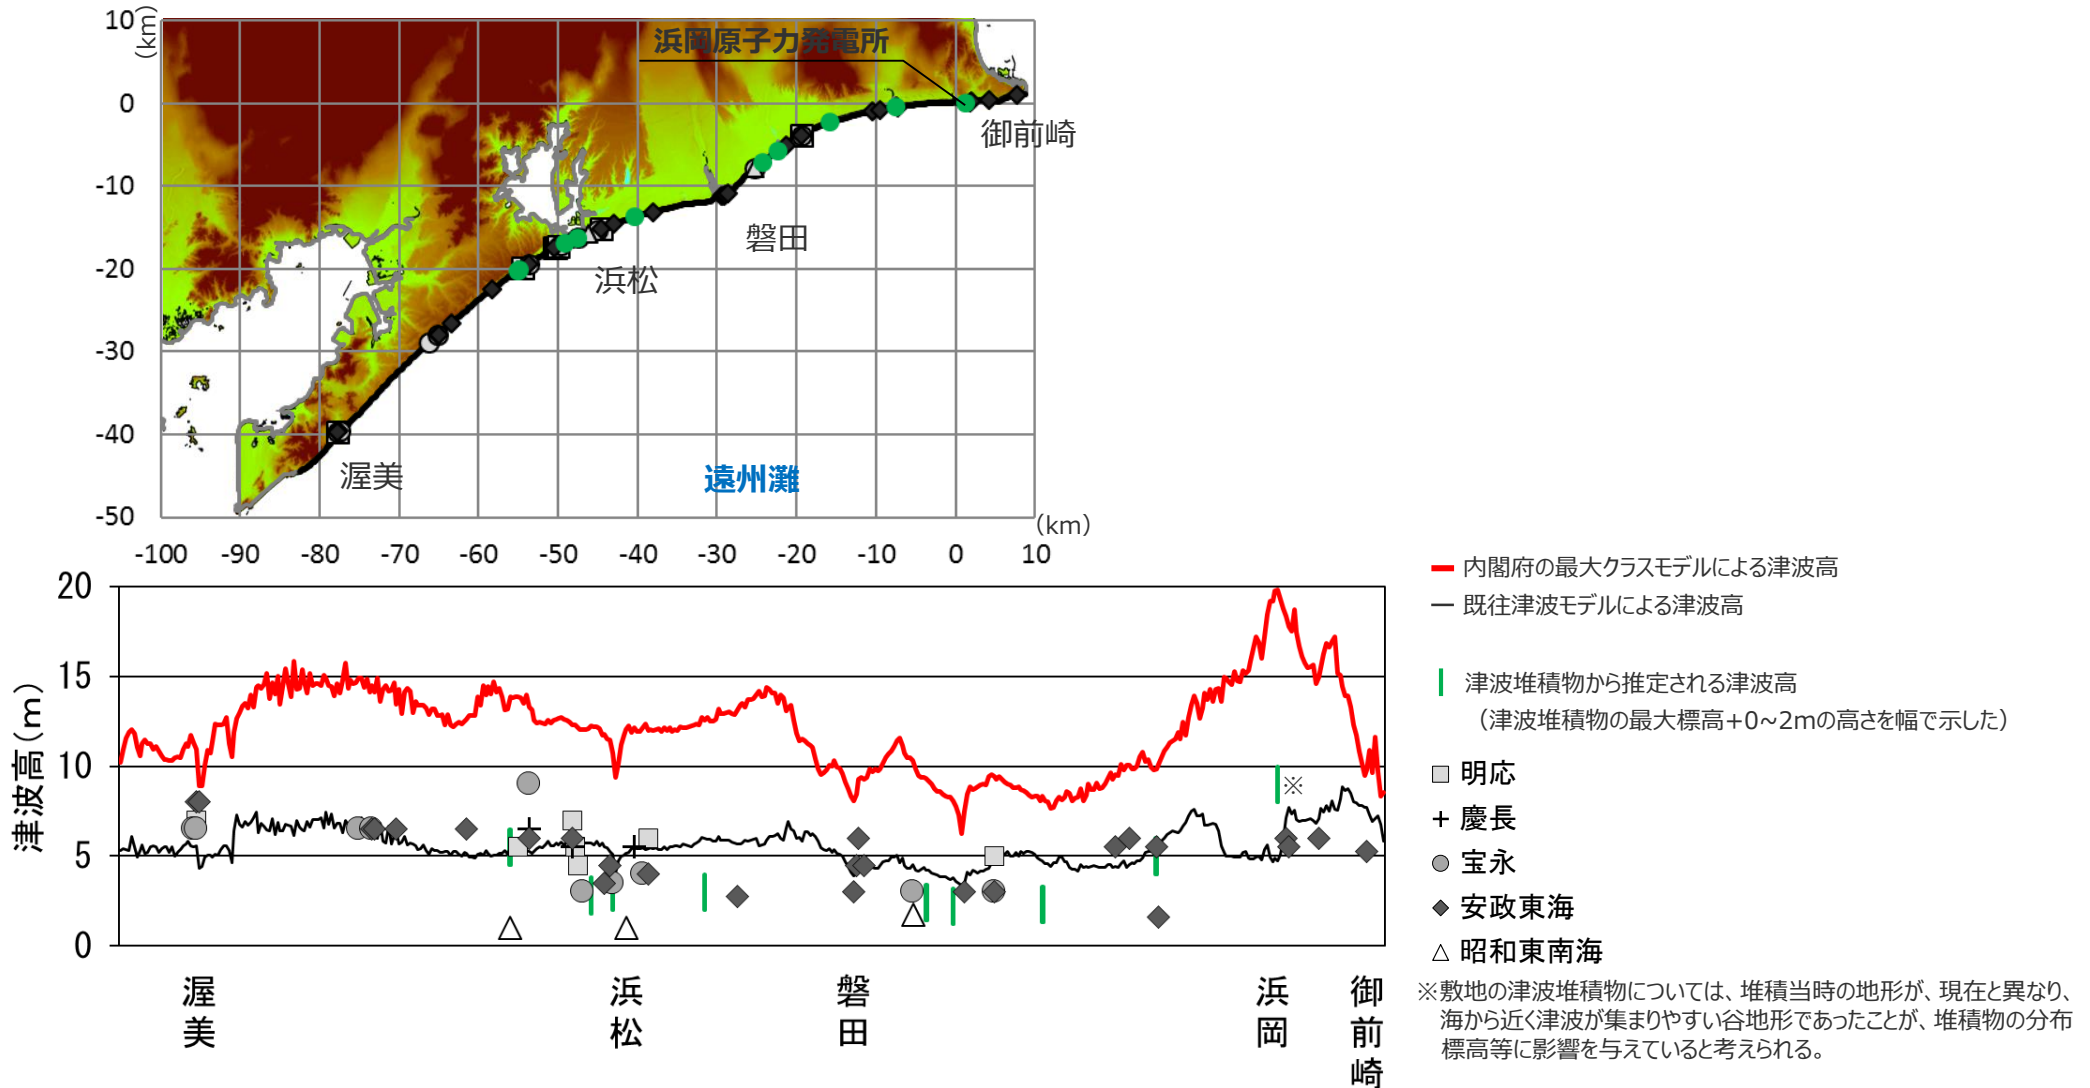 (km)
10
0
-10
-20
-30
-40
-50
浜岡原子力発電所
御前崎
磐田
浜松
渥美
遠州灘
(km)
-100 -90 -80 -70 -60 -50 -40 -30 -20 -10 0 10
津波高(m)
20
15
10
5
0
※
渥美
浜松
磐田
浜岡
御前崎
内閣府の最大クラスモデルによる津波高
既往津波モデルによる津波高
津波堆積物から推定される津波高
(津波堆積物の最大標高+0~2mの高さを幅で示した)
明応
慶長
宝永
安政東海
昭和東南海
※敷地の津波堆積物については、堆積当時の地形が、現在と異なり、
海から近く津波が集まりやすい谷地形であったことが、堆積物の分布
標高等に影響を与えていると考えられる。